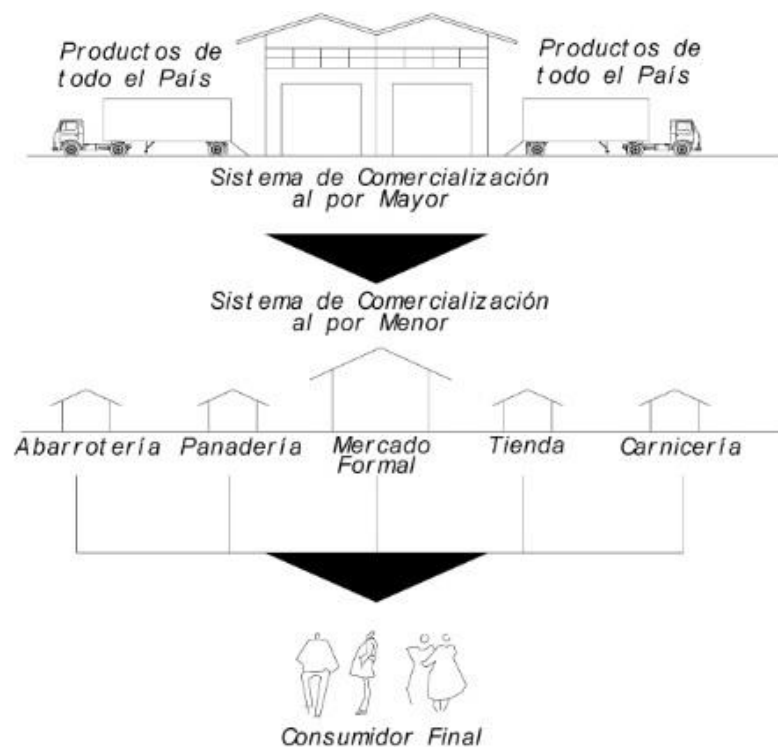 Productos de
todo el País
Productos de
todo el País
Sistema de Comercialización
al por Mayor
Sistema de Comercialización
al por Menor
Abarrotería
Panadería
Mercado
Formal
Tienda
Carnicería
Consumidor Final